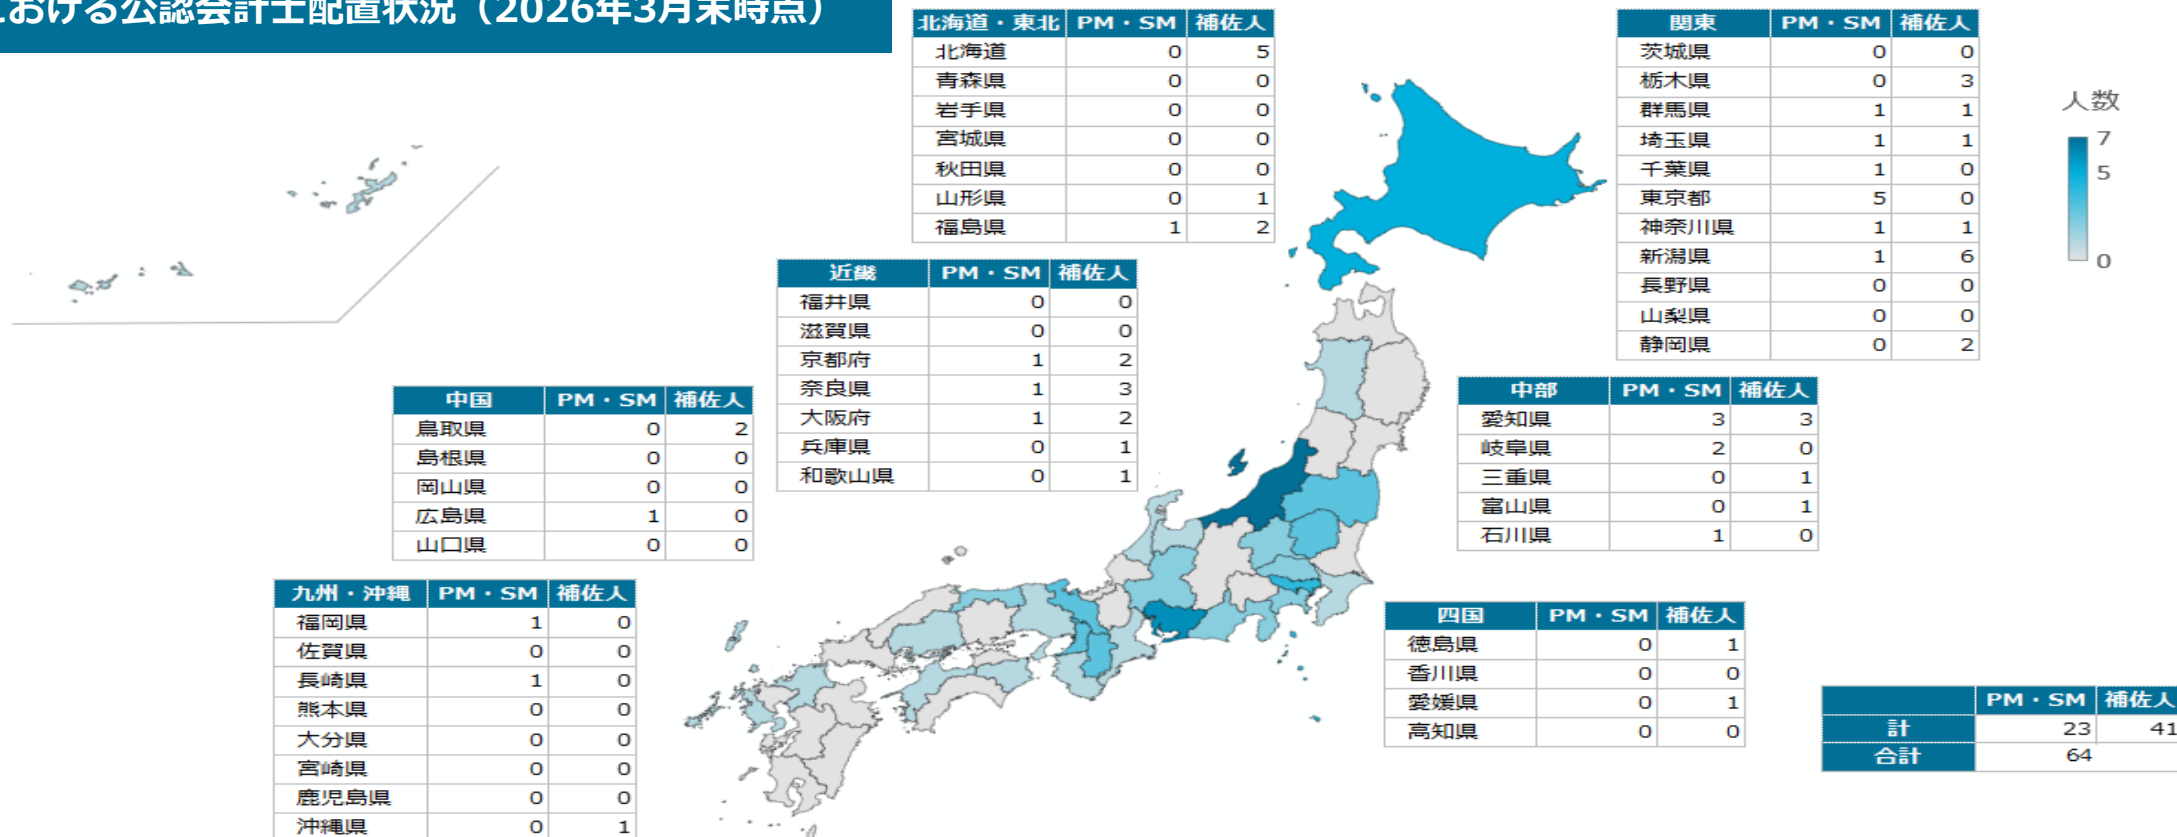 おける公認会計士配置状況（2026年3月末時点）
北海道・東北 PM・SM 補佐人
北海道 0 5
青森県 0 0
岩手県 0 0
宮城県 0 0
秋田県 0 0
山形県 0 1
福島県 1 2
関東 PM・SM 補佐人
茨城県 0 0
栃木県 0 3
群馬県 1 1
埼玉県 1 1
千葉県 1 0
東京都 5 0
神奈川県 1 1
新潟県 1 6
長野県 0 0
山梨県 0 0
静岡県 0 2
人数
7
5
0
近畿 PM・SM 補佐人
福井県 0 0
滋賀県 0 0
京都府 1 2
奈良県 1 3
大阪府 1 2
兵庫県 0 1
和歌山県 0 1
中国 PM・SM 補佐人
鳥取県 0 2
島根県 0 0
岡山県 0 0
広島県 1 0
山口県 0 0
中部 PM・SM 補佐人
愛知県 3 3
岐阜県 2 0
三重県 0 1
富山県 0 1
石川県 1 0
九州・沖縄 PM・SM 補佐人
福岡県 1 0
佐賀県 0 0
長崎県 1 0
熊本県 0 0
大分県 0 0
宮崎県 0 0
鹿児島県 0 0
沖縄県 0 1
四国 PM・SM 補佐人
徳島県 0 1
香川県 0 0
愛媛県 0 1
高知県 0 0
PM・SM 補佐人
計 23 41
合計 64